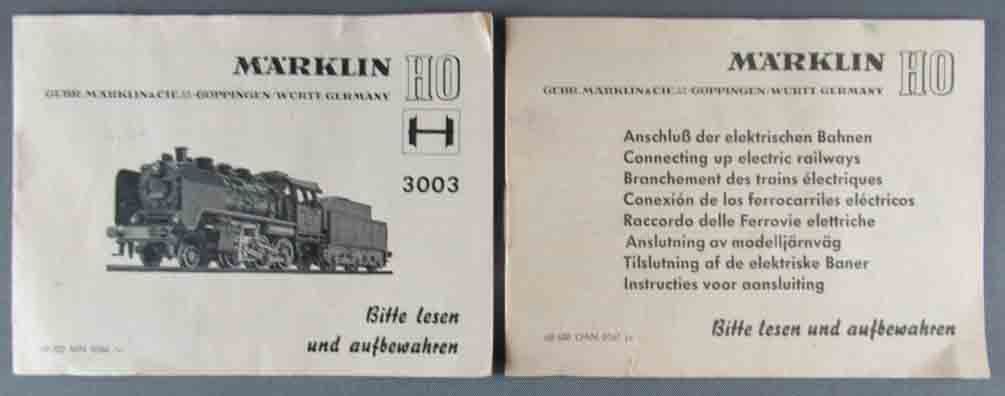 MÄRKLIN HO
GEBR. MÄRKLIN & CIE. GÖPPINGEN/WÜRTT. GERMANY
3003
Bitte lesen
und aufbewahren
MÄRKLIN HO
GEBR. MÄRKLIN & CIE. GÖPPINGEN/WÜRTT. GERMANY
Anschluß der elektrischen Bahnen
Connecting up electric railways
Branchement des trains électriques
Conexión de los ferrocarriles eléctricos
Raccordo delle Ferrovie elettriche
Anslutning av modelljärnväg
Tilslutning af de elektriske Baner
Instructies voor aansluiting
Bitte lesen und aufbewahren